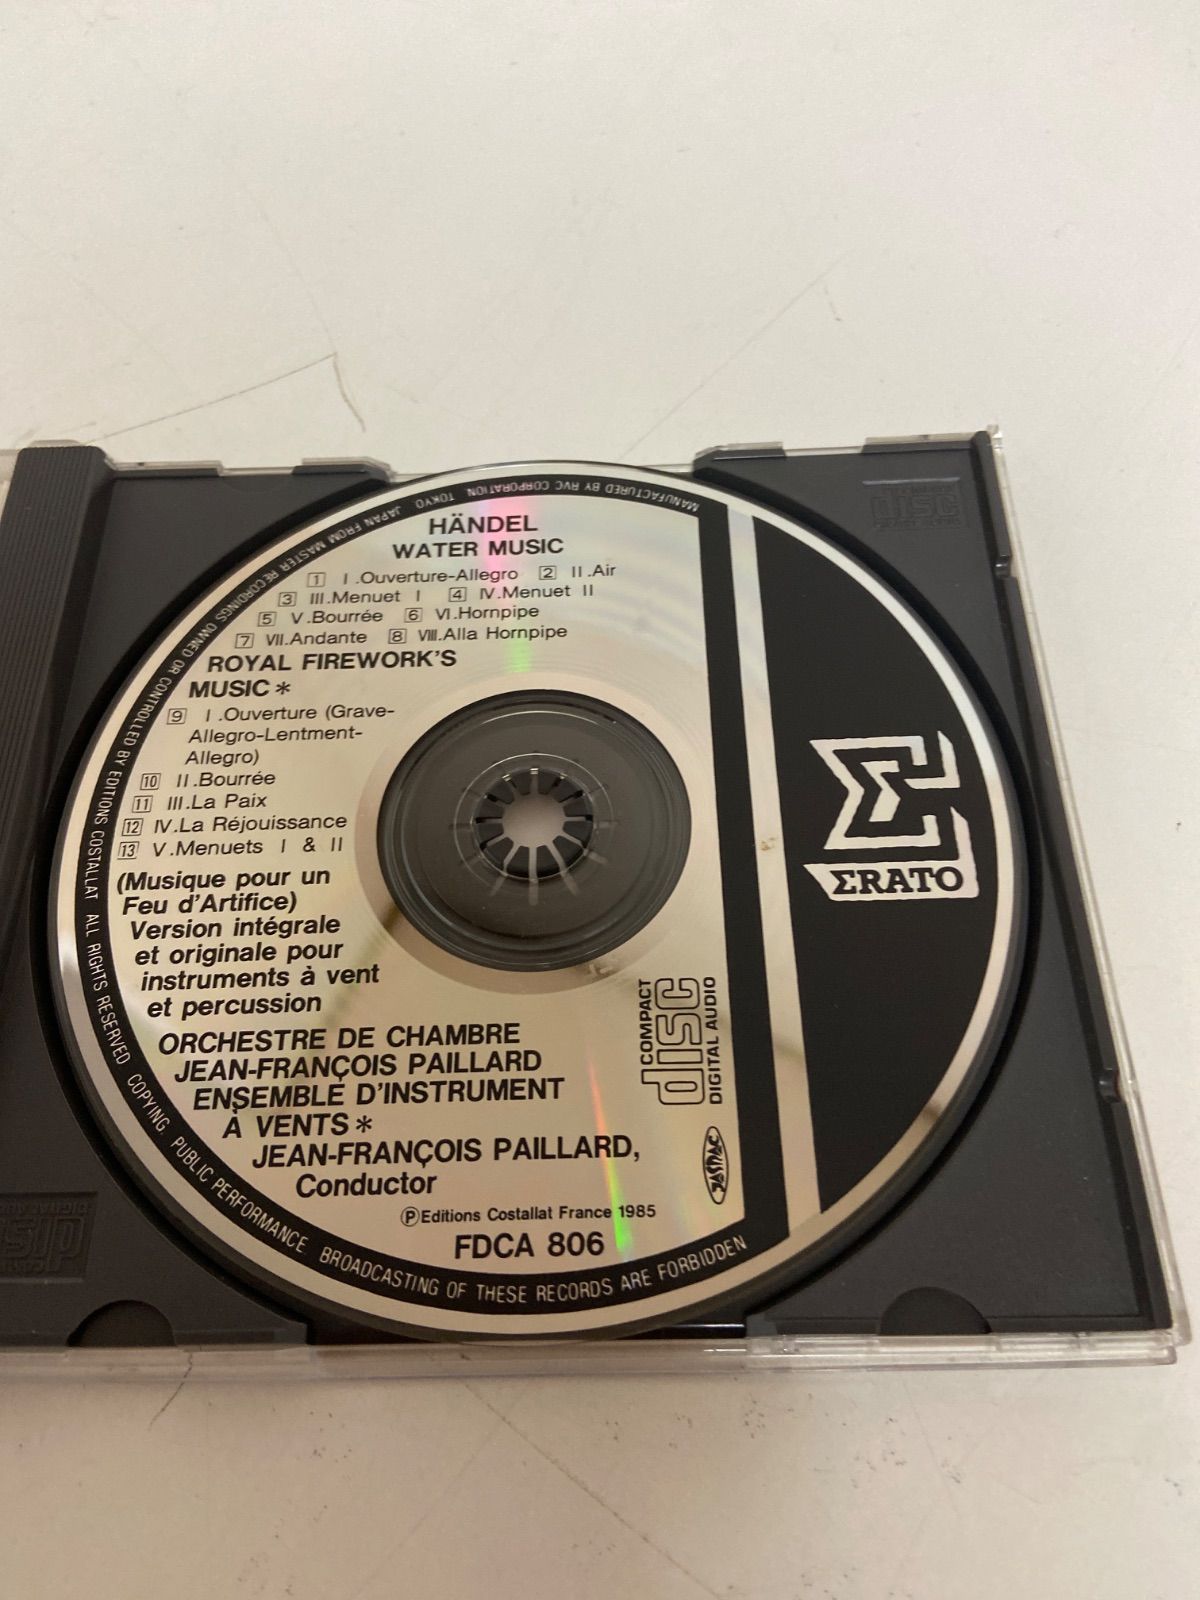 HÄNDEL
WATER MUSIC
1 I.Ouverture-Allegro 2 II.Air
3 III.Menuet I 4 IV.Menuet II
5 V.Bourrée 6 VI.Hornpipe
7 VII.Andante 8 VIII.Alla Hornpipe
ROYAL FIREWORK'S
MUSIC*
9 I.Ouverture (Grave-
Allegro-Lentment-
Allegro)
10 II.Bourrée
11 III.La Paix
12 IV.La Réjouissance
13 V.Menuets I & II
(Musique pour un
Feu d'Artifice)
Version intégrale
et originale pour
instruments à vent
et percussion
ORCHESTRE DE CHAMBRE
JEAN-FRANÇOIS PAILLARD
ENSEMBLE D'INSTRUMENT
À VENTS*
JEAN-FRANÇOIS PAILLARD,
Conductor
ⓅEditions Costallat France 1985
FDCA 806
COMPACT
disc
DIGITAL AUDIO
JASRAC
ERATO
MANUFACTURED BY RVC CORPORATION, TOKYO, JAPAN FROM MASTER RECORDINGS OWNED OR CONTROLLED BY EDITIONS COSTALLAT ALL RIGHTS RESERVED COPYING. PUBLIC PERFORMANCE BROADCASTING OF THESE RECORDS ARE FORBIDDEN
disc
disc